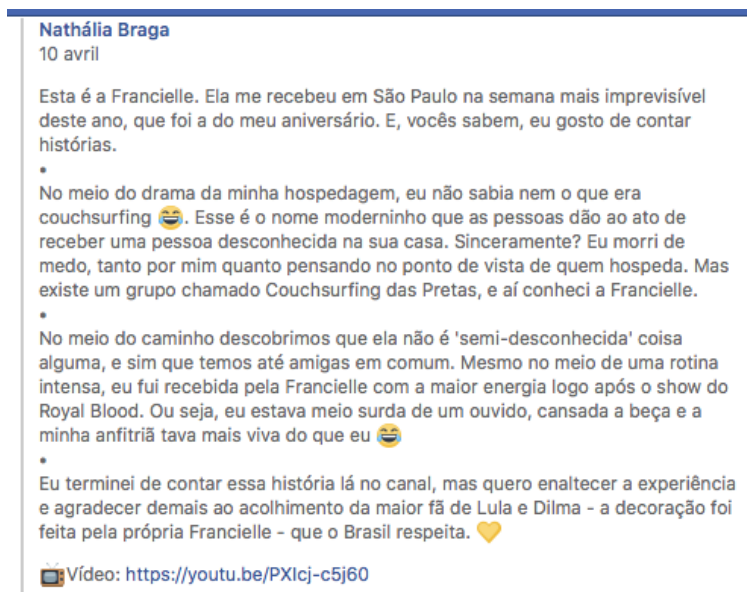 Nathália Braga
10 avril
Esta é a Francielle. Ela me recebeu em São Paulo na semana mais imprevisível
deste ano, que foi a do meu aniversário. E, vocês sabem, eu gosto de contar
histórias.
•
No meio do drama da minha hospedagem, eu não sabia nem o que era
couchsurfing 😂. Esse é o nome moderninho que as pessoas dão ao ato de
receber uma pessoa desconhecida na sua casa. Sinceramente? Eu morri de
medo, tanto por mim quanto pensando no ponto de vista de quem hospeda. Mas
existe um grupo chamado Couchsurfing das Pretas, e aí conheci a Francielle.
•
No meio do caminho descobrimos que ela não é 'semi-desconhecida' coisa
alguma, e sim que temos até amigas em comum. Mesmo no meio de uma rotina
intensa, eu fui recebida pela Francielle com a maior energia logo após o show do
Royal Blood. Ou seja, eu estava meio surda de um ouvido, cansada a beça e a
minha anfitriã tava mais viva do que eu 😂
•
Eu terminei de contar essa história lá no canal, mas quero enaltecer a experiência
e agradecer demais ao acolhimento da maior fã de Lula e Dilma - a decoração foi
feita pela própria Francielle - que o Brasil respeita. 💛
📺Vídeo: https://youtu.be/PXIcj-c5j60